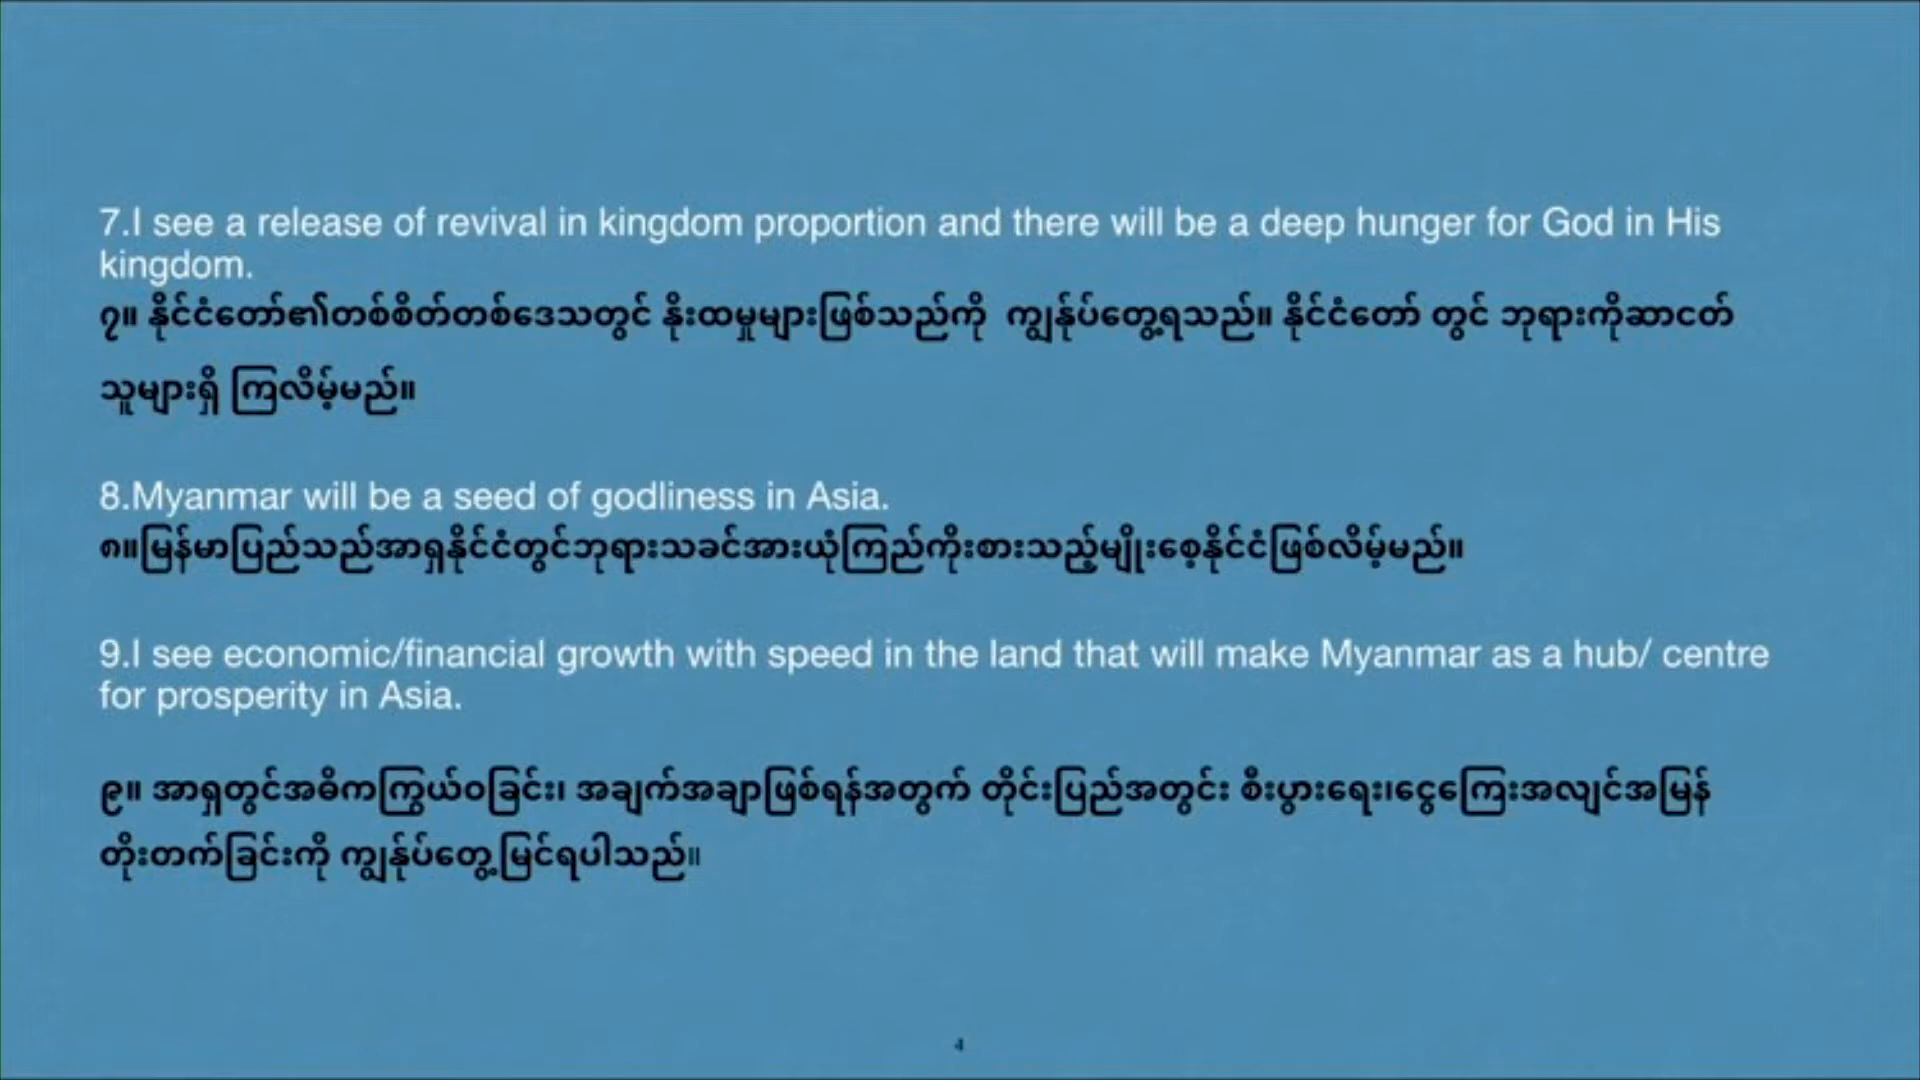 7.I see a release of revival in kingdom proportion and there will be a deep hunger for God in His
kingdom.
၇။ နိုင်ငံတော်၏တစ်စိတ်တစ်ဒေသတွင် နိုးထမှုများဖြစ်သည်ကို ကျွန်ုပ်တွေ့ရသည်။ နိုင်ငံတော် တွင် ဘုရားကိုဆာငတ်
သူများရှိ ကြလိမ့်မည်။
8.Myanmar will be a seed of godliness in Asia.
၈။မြန်မာပြည်သည်အာရှနိုင်ငံတွင်ဘုရားသခင်အားယုံကြည်ကိုးစားသည့်မျိုးစေ့နိုင်ငံဖြစ်လိမ့်မည်။
9.I see economic/financial growth with speed in the land that will make Myanmar as a hub/ centre
for prosperity in Asia.
၉။ အာရှတွင်အဓိကကြွယ်ဝခြင်း၊ အချက်အချာဖြစ်ရန်အတွက် တိုင်းပြည်အတွင်း စီးပွားရေး၊ငွေကြေးအလျင်အမြန်
တိုးတက်ခြင်းကို ကျွန်ုပ်တွေ့မြင်ရပါသည်။
4